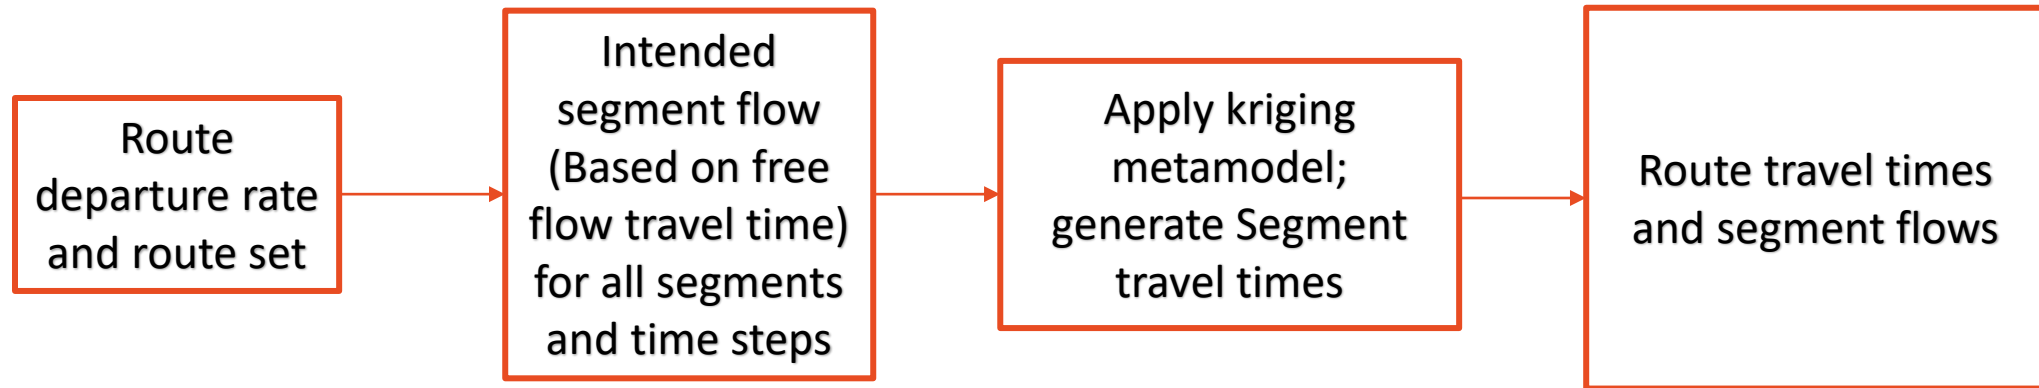 Route
departure rate
and route set
Intended
segment flow
(Based on free
flow travel time)
for all segments
and time steps
Apply kriging
metamodel;
generate Segment
travel times
Route travel times
and segment flows